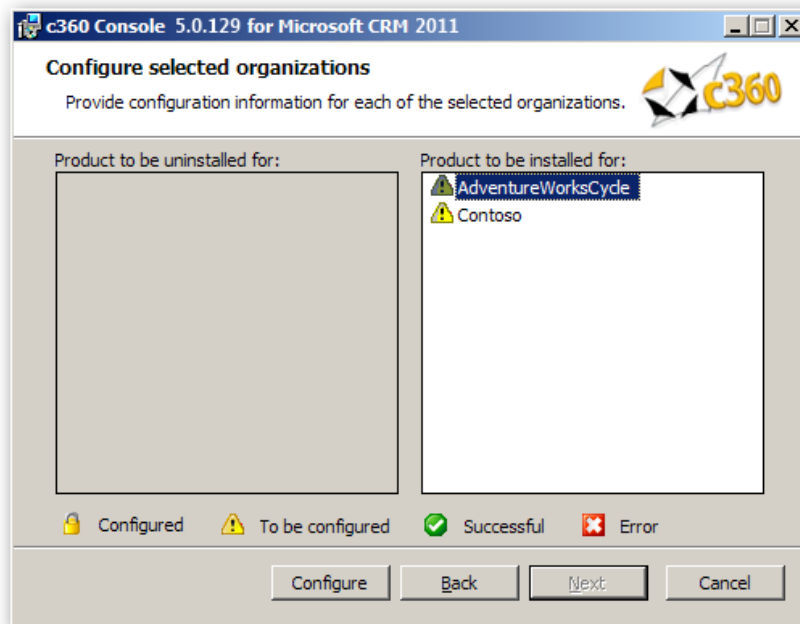 c360 Console 5.0.129 for Microsoft CRM 2011
Configure selected organizations
Provide configuration information for each of the selected organizations.
c360
Product to be uninstalled for:
Product to be installed for:
AdventureWorksCycle
Contoso
Configured To be configured Successful Error
Configure Back Next Cancel